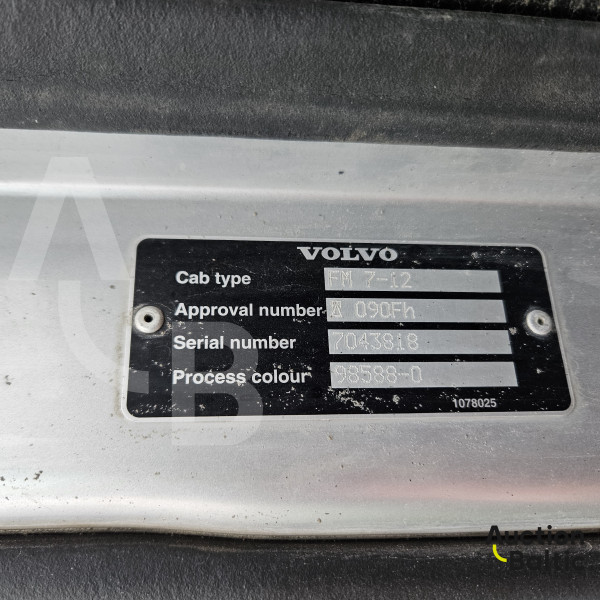 VOLVO
Cab type FM 7-12
Approval number 090Fh
Serial number 7043818
Process colour 98588-0
1078025
AB
Auction
Baltic